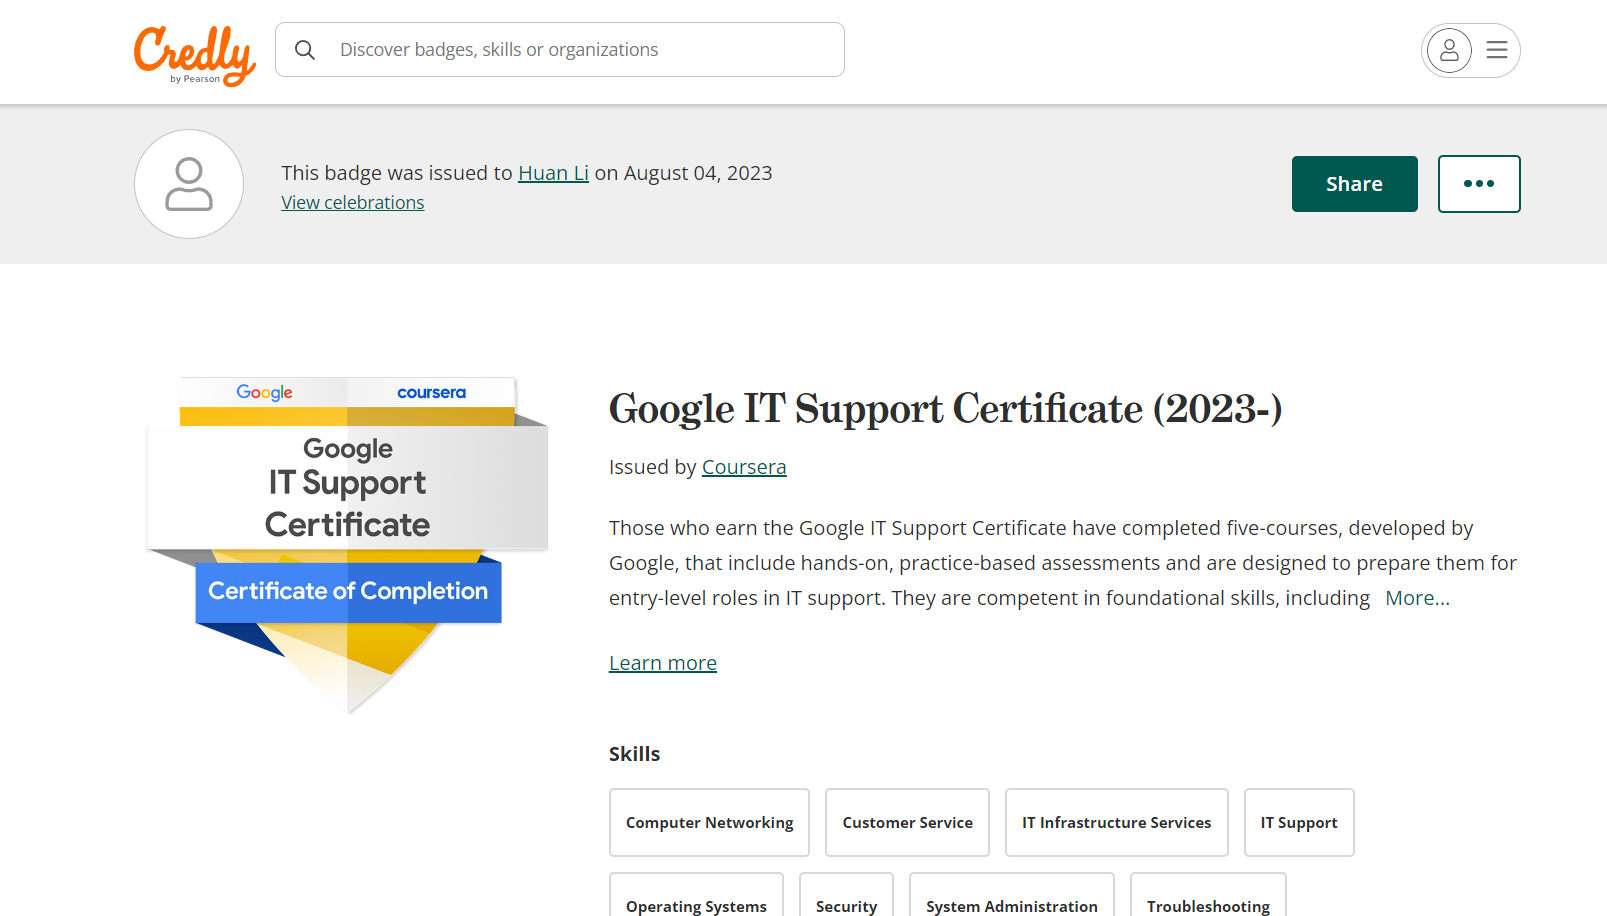 Credly
by Pearson
Discover badges, skills or organizations
This badge was issued to Huan Li on August 04, 2023
View celebrations
Share
Google coursera
Google
IT Support
Certificate
Certificate of Completion
Google IT Support Certificate (2023-)
Issued by Coursera
Those who earn the Google IT Support Certificate have completed five-courses, developed by
Google, that include hands-on, practice-based assessments and are designed to prepare them for
entry-level roles in IT support. They are competent in foundational skills, including More...
Learn more
Skills
Computer Networking Customer Service IT Infrastructure Services IT Support
Operating Systems Security System Administration Troubleshooting